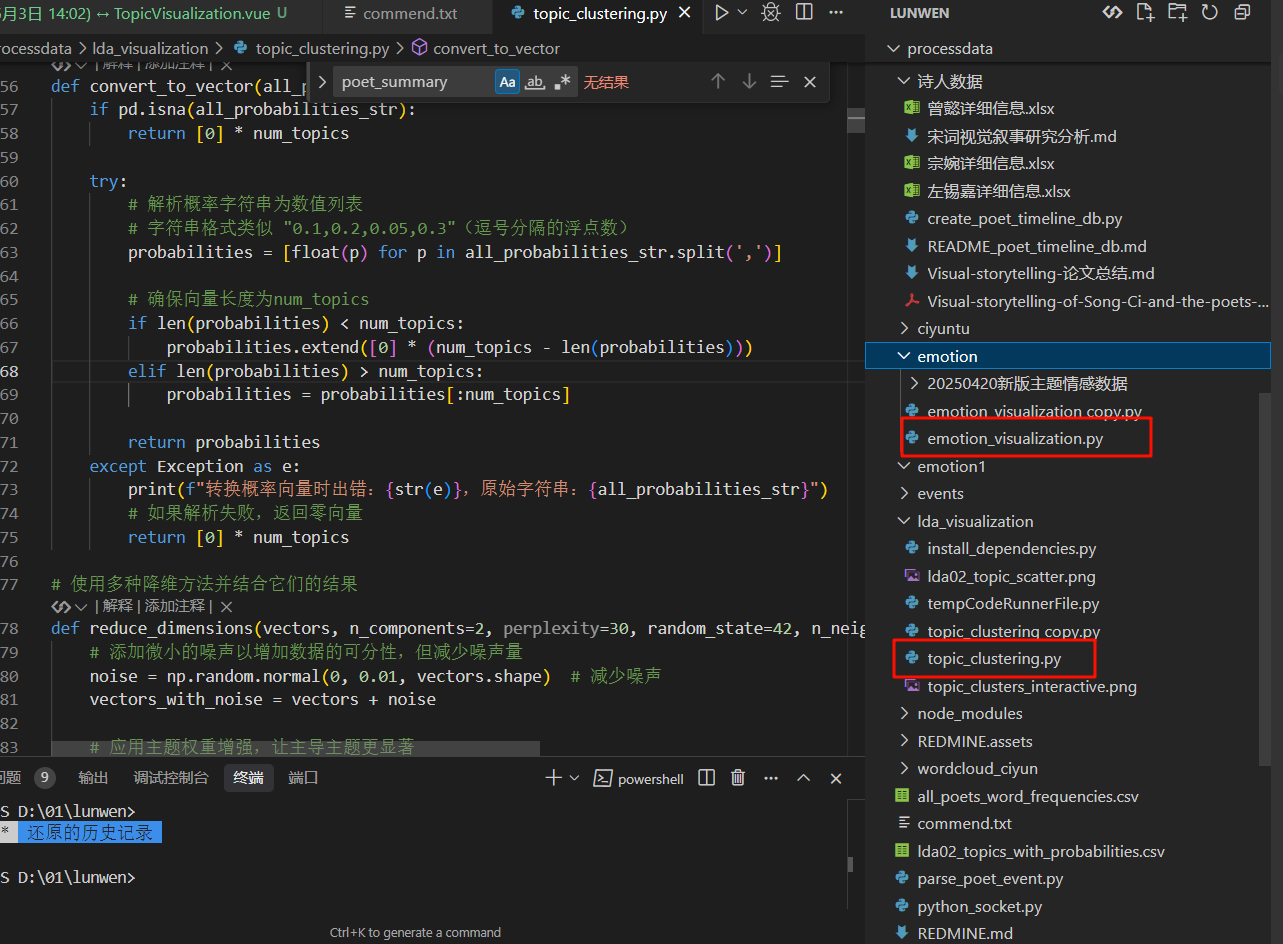 5月3日 14:02) ↔ TopicVisualization.vue U
commend.txt
topic_clustering.py
LUNWEN
rocessdata > lda_visualization > topic_clustering.py > convert_to_vector
| 解释 | 添加注释 |
poet_summary
Aa
ab
无结果
56 def convert_to_vector(all_p
57 if pd.isna(all_probabilities_str):
58 return [0] * num_topics
59
60 try:
61 # 解析概率字符串为数值列表
62 # 字符串格式类似 "0.1,0.2,0.05,0.3"（逗号分隔的浮点数）
63 probabilities = [float(p) for p in all_probabilities_str.split(',')]
64
65 # 确保向量长度为num_topics
66 if len(probabilities) < num_topics:
67 probabilities.extend([0] * (num_topics - len(probabilities)))
68 elif len(probabilities) > num_topics:
69 probabilities = probabilities[:num_topics]
70
71 return probabilities
72 except Exception as e:
73 print(f"转换概率向量时出错: {str(e)}, 原始字符串: {all_probabilities_str}")
74 # 如果解析失败，返回零向量
75 return [0] * num_topics
76
77 # 使用多种降维方法并结合它们的结果
| 解释 | 添加注释 |
78 def reduce_dimensions(vectors, n_components=2, perplexity=30, random_state=42, n_neig
79 # 添加微小的噪声以增加数据的可分性，但减少噪声量
80 noise = np.random.normal(0, 0.01, vectors.shape) # 减少噪声
81 vectors_with_noise = vectors + noise
82
83 # 应用主题权重增强，让主导主题更显著
问题 9
输出
调试控制台
终端
端口
powershell
S D:\01\lunwen>
* 还原的历史记录
S D:\01\lunwen>
Ctrl+K to generate a command
processdata
诗人数据
曾懿详细信息.xlsx
宋词视觉叙事研究分析.md
宗婉详细信息.xlsx
左锡嘉详细信息.xlsx
create_poet_timeline_db.py
README_poet_timeline_db.md
Visual-storytelling-论文总结.md
Visual-storytelling-of-Song-Ci-and-the-poets-...
ciyuntu
emotion
20250420新版主题情感数据
emotion_visualization copy.py
emotion_visualization.py
emotion1
events
lda_visualization
install_dependencies.py
lda02_topic_scatter.png
tempCodeRunnerFile.py
topic_clustering copy.py
topic_clustering.py
topic_clusters_interactive.png
node_modules
REDMINE.assets
wordcloud_ciyun
all_poets_word_frequencies.csv
commend.txt
lda02_topics_with_probabilities.csv
parse_poet_event.py
python_socket.py
REDMINE.md